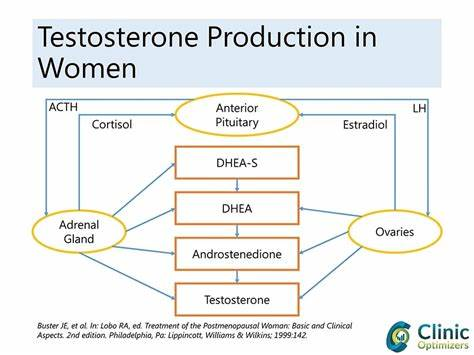 Testosterone Production in
Women
ACTH
Anterior
Pituitary
LH
Cortisol
Estradiol
DHEA-S
DHEA
Adrenal
Gland
Ovaries
Androstenedione
Testosterone
Buster JE, et al. In: Lobo RA, ed. Treatment of the Postmenopausal Woman: Basic and Clinical
Aspects. 2nd edition. Philadelphia, Pa: Lippincott, Williams & Wilkins; 1999:142.
Clinic
Optimizers